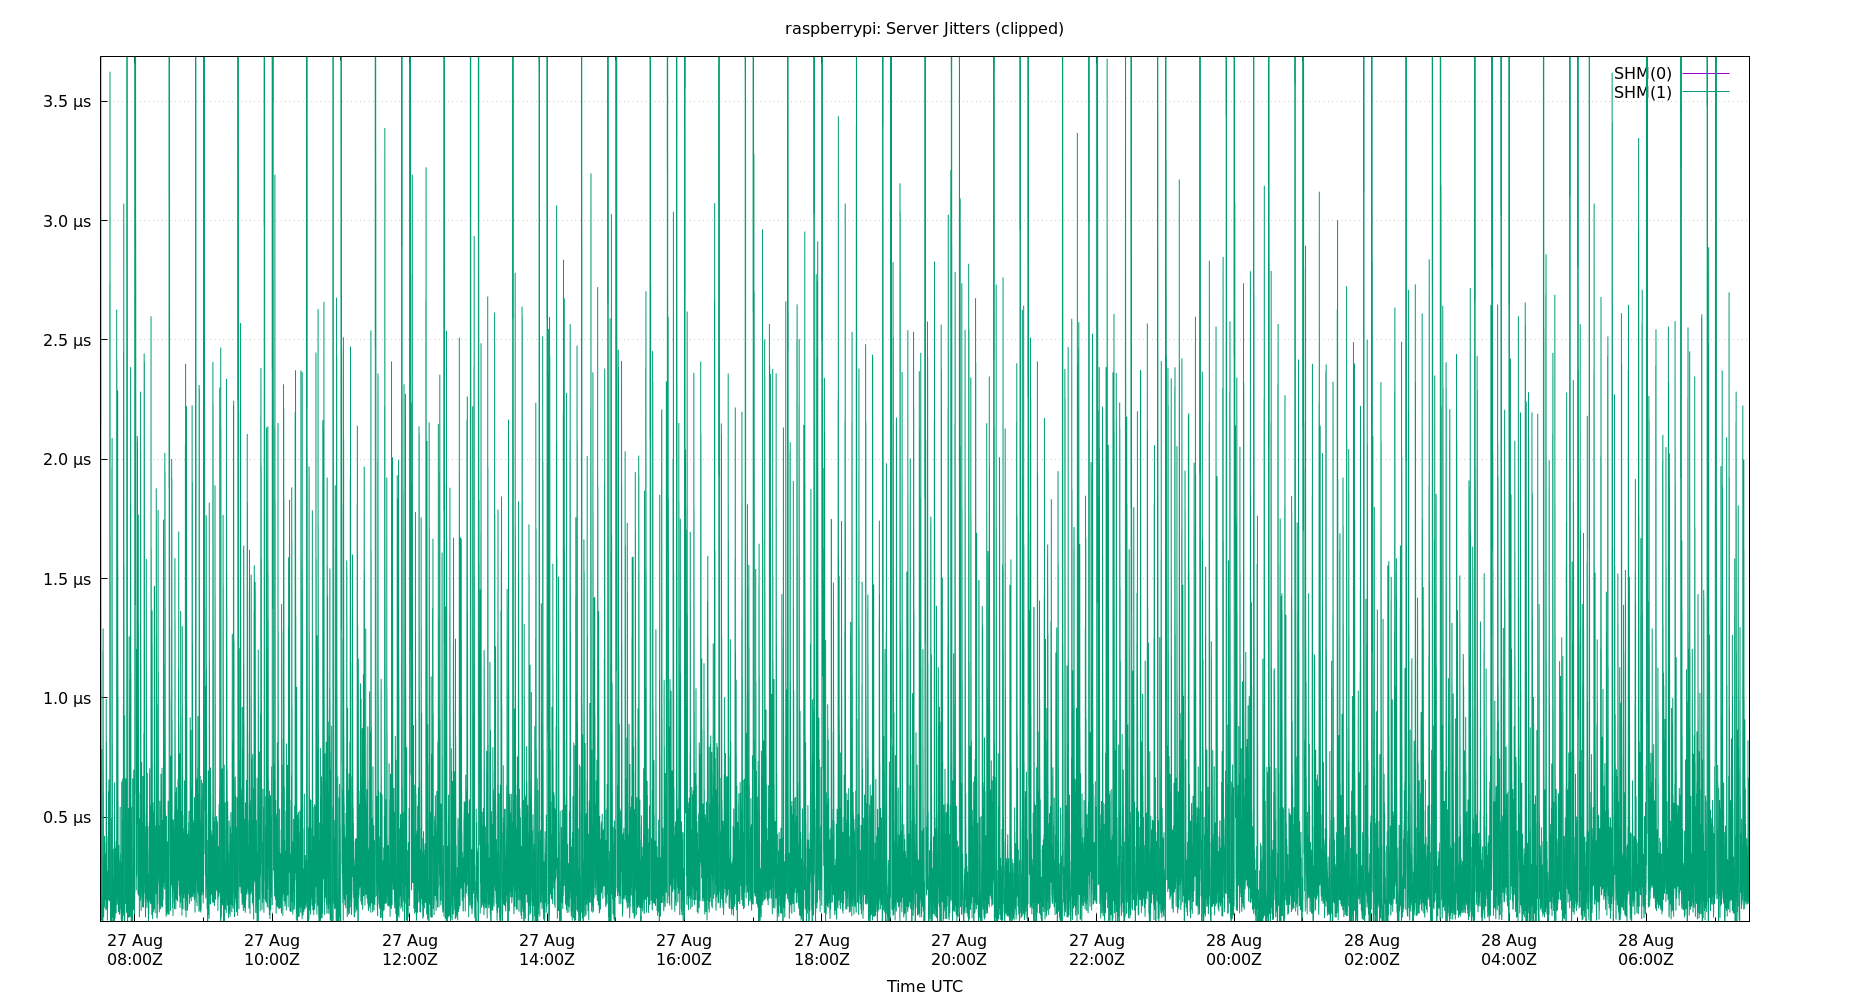 raspberrypi: Server Jitters (clipped)
SHM(0)
SHM(1)
3.5 µs
3.0 µs
2.5 µs
2.0 µs
1.5 µs
1.0 µs
0.5 µs
27 Aug 27 Aug 27 Aug 27 Aug 27 Aug 27 Aug 27 Aug 27 Aug 28 Aug 28 Aug 28 Aug 28 Aug
08:00Z 10:00Z 12:00Z 14:00Z 16:00Z 18:00Z 20:00Z 22:00Z 00:00Z 02:00Z 04:00Z 06:00Z
Time UTC